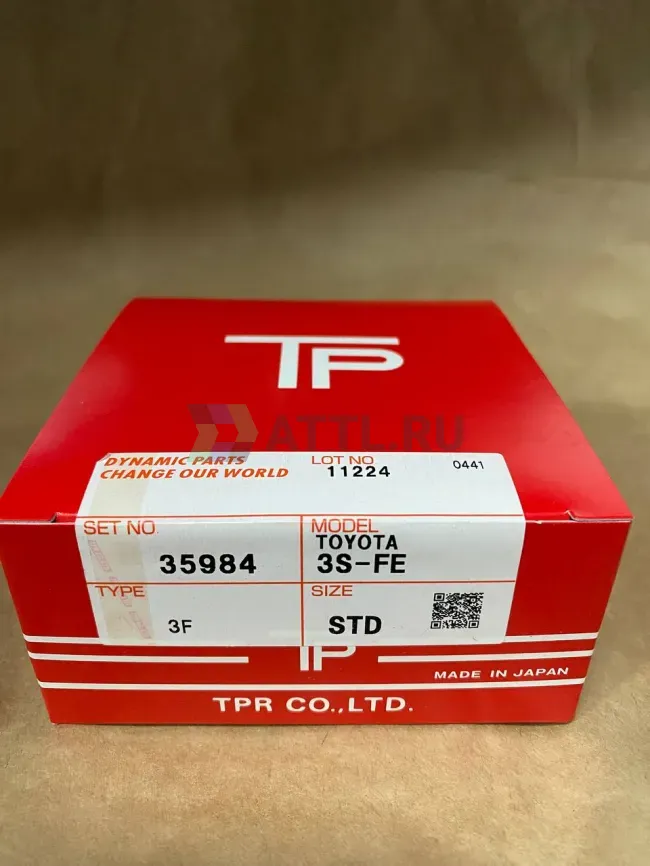 TP
ATTL.RU
DYNAMIC PARTS
CHANGE OUR WORLD
LOT NO
11224
0441
SET NO
35984
MODEL
TOYOTA
3S-FE
TYPE
3F
SIZE
STD
TP
MADE IN JAPAN
TPR CO.,LTD.